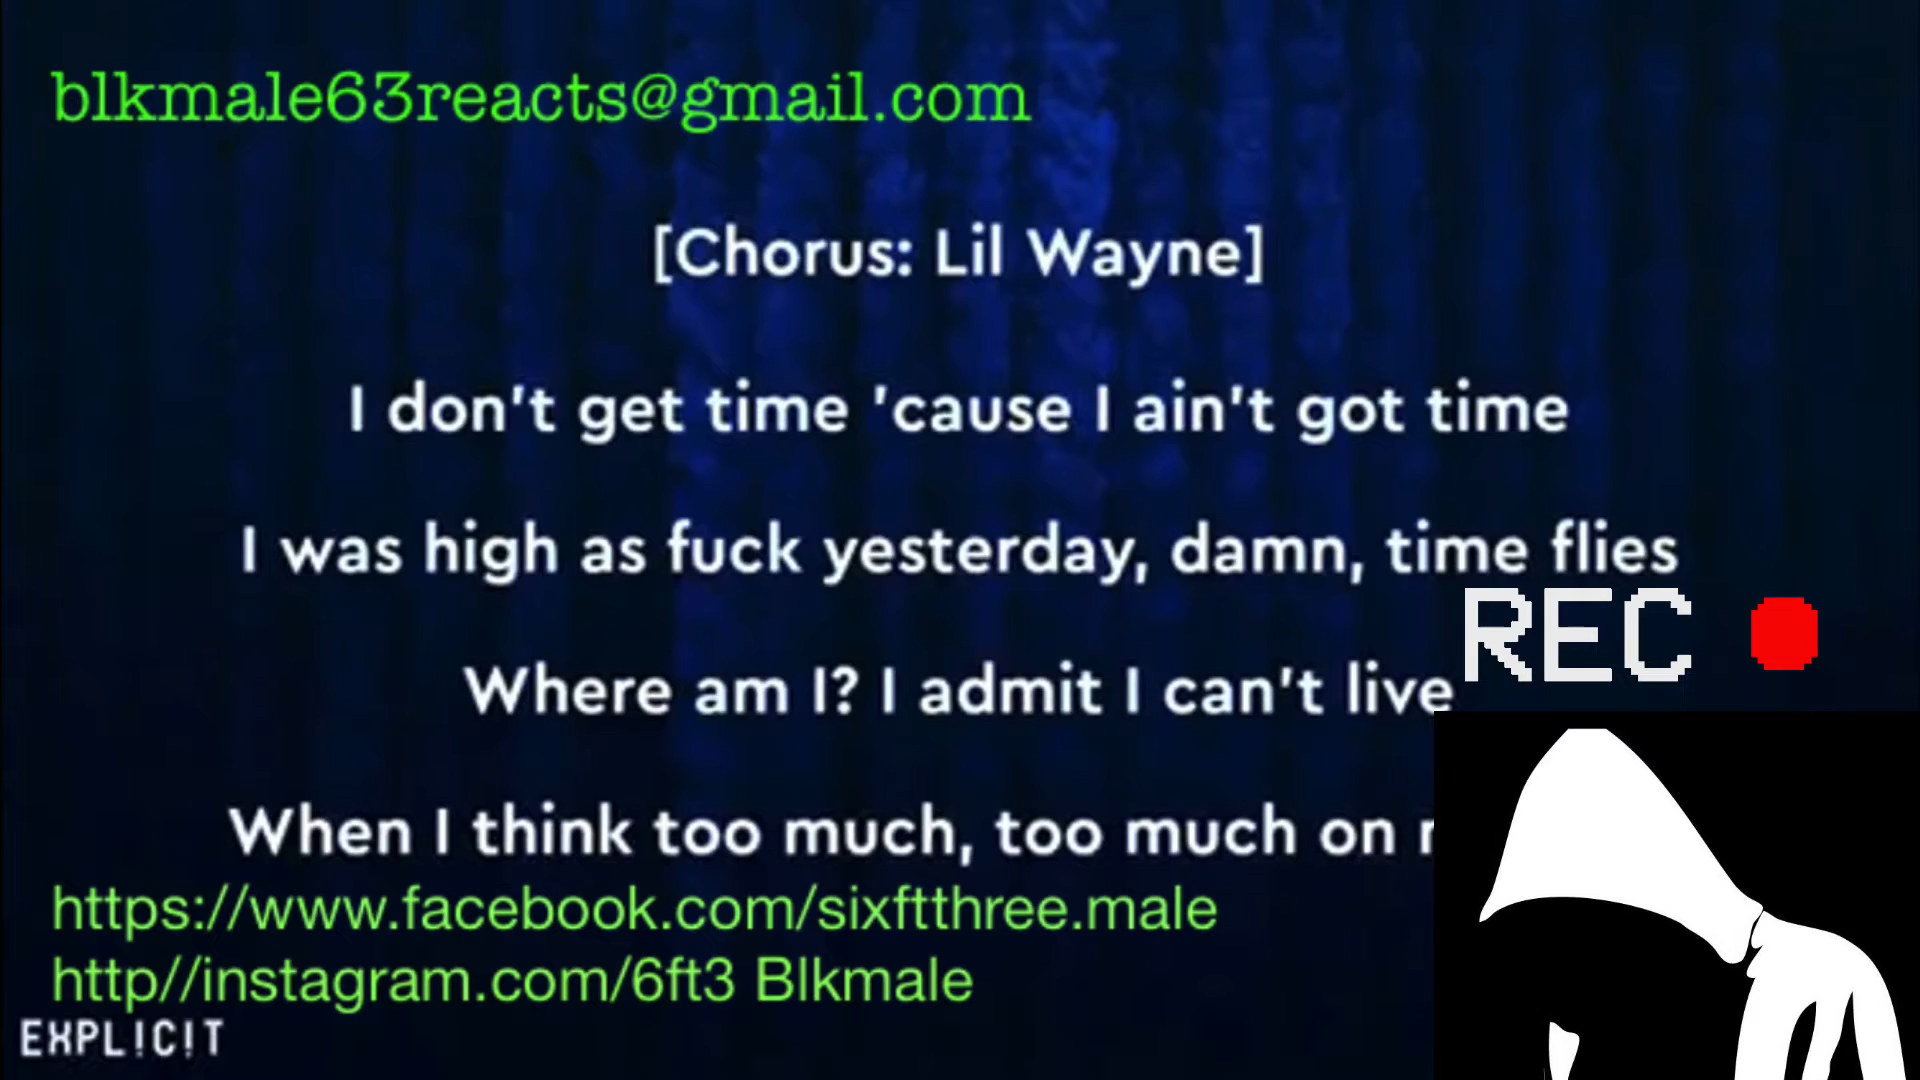 blkmale63reacts@gmail.com
[Chorus: Lil Wayne]
I don't get time 'cause I ain't got time
I was high as fuck yesterday, damn, time flies
REC
Where am I? I admit I can't live
When I think too much, too much on
https://www.facebook.com/sixftthree.male
http//instagram.com/6ft3 Blkmale
EXPL!C!T